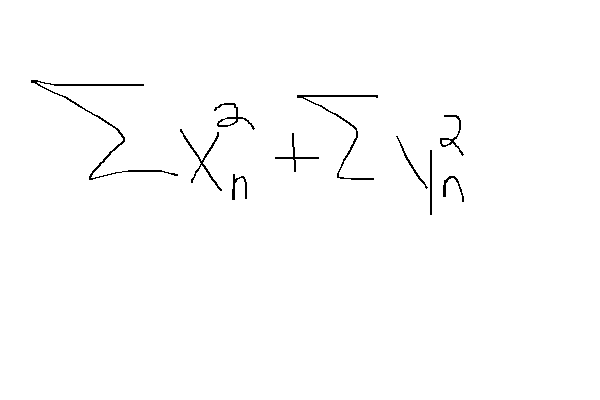 ∑ x_n^2 + ∑ y_n^2